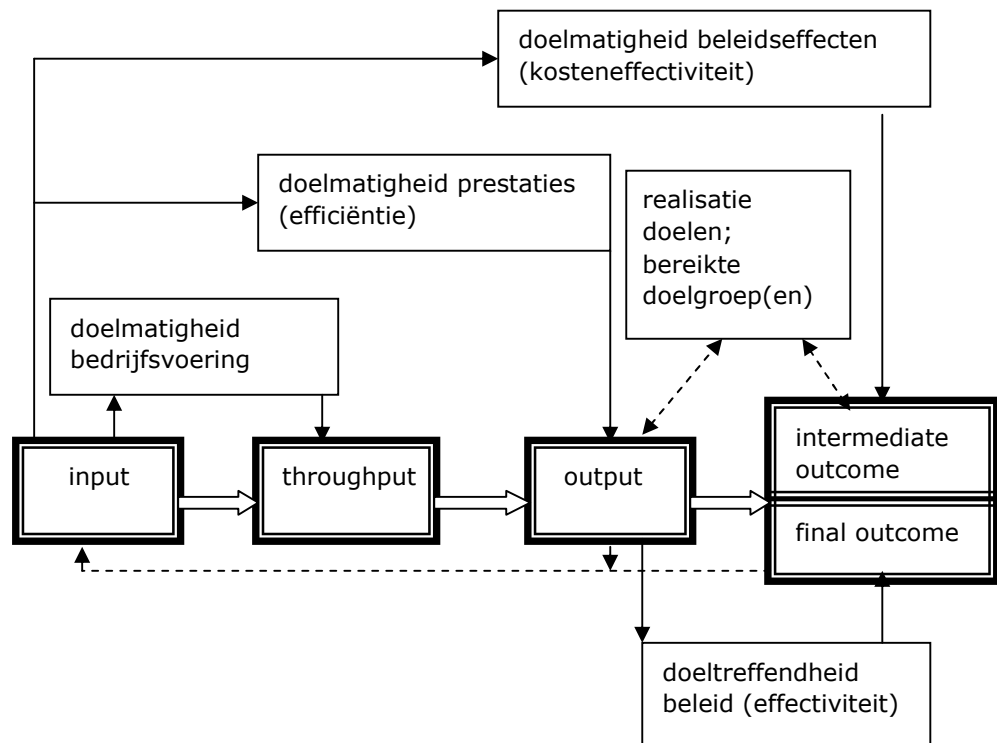 doelmatigheid beleidseffecten
(kosteneffectiviteit)
doelmatigheid prestaties
(efficiëntie)
realisatie
doelen;
bereikte
doelgroep(en)
doelmatigheid
bedrijfsvoering
input
throughput
output
intermediate
outcome
final outcome
doeltreffendheid
beleid (effectiviteit)